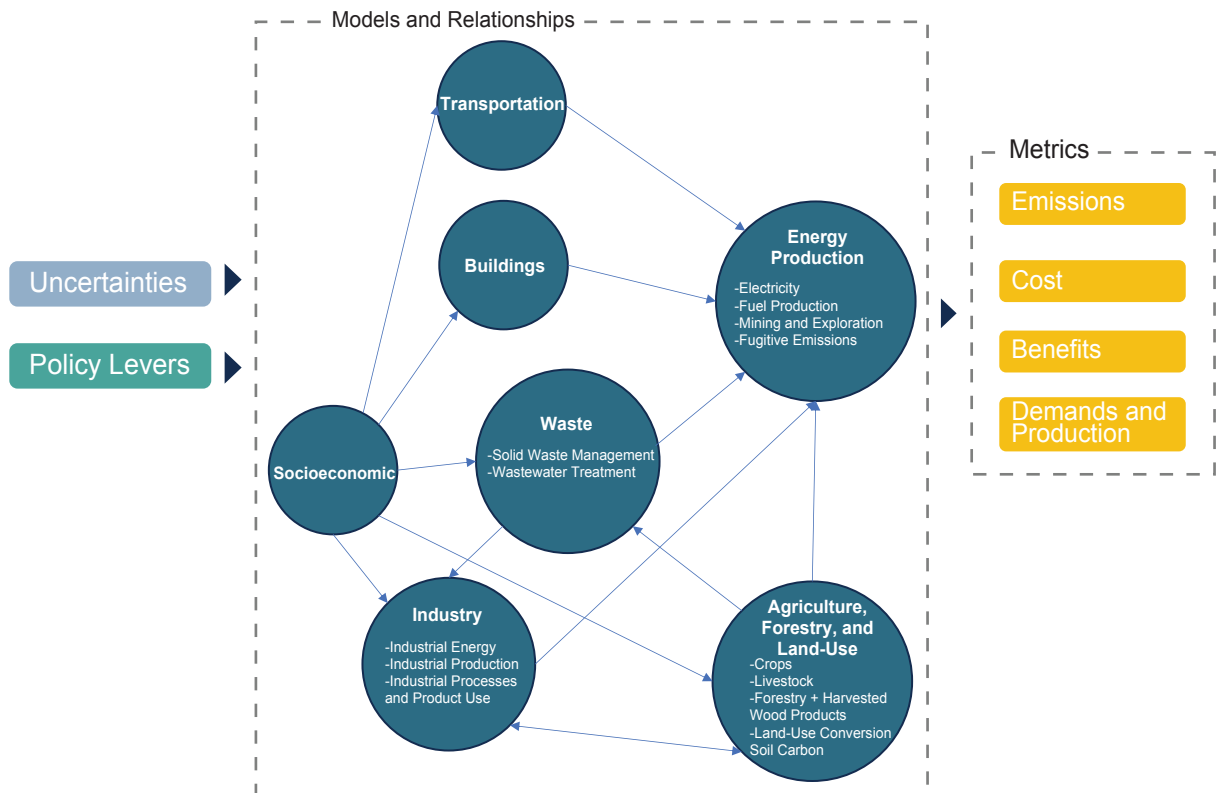 Models and Relationships
Transportation
Buildings
Energy
Production
-Electricity
-Fuel Production
-Mining and Exploration
-Fugitive Emissions
Metrics
Emissions
Cost
Benefits
Demands and
Production
Uncertainties
Policy Levers
Socioeconomic
Waste
-Solid Waste Management
-Wastewater Treatment
Industry
-Industrial Energy
-Industrial Production
-Industrial Processes
and Product Use
Agriculture,
Forestry, and
Land-Use
-Crops
-Livestock
-Forestry + Harvested
Wood Products
-Land-Use Conversion
Soil Carbon